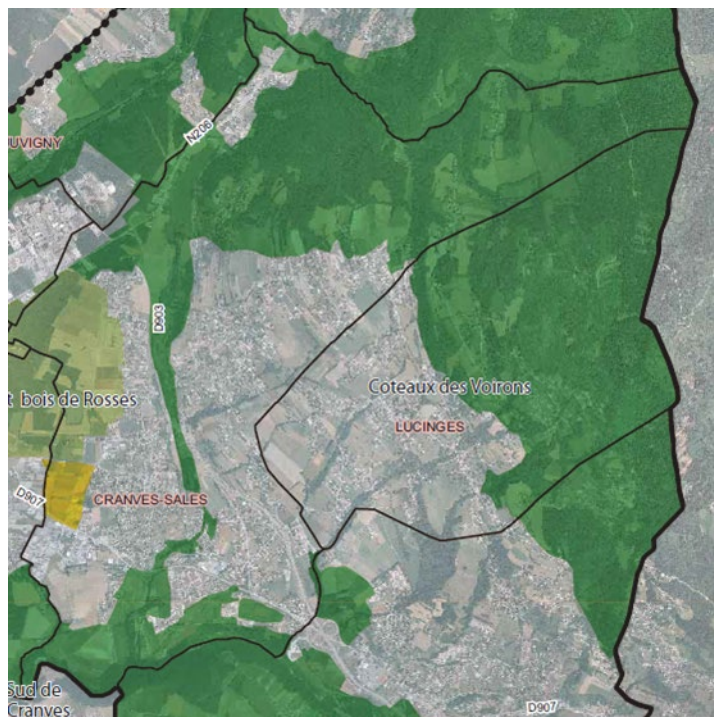 N206
UVIGNY
D903
Coteaux des Voirons
t bois de Rosses
LUCINGES
D907
CRANVES-SALES
Sud de
Cranves
D907